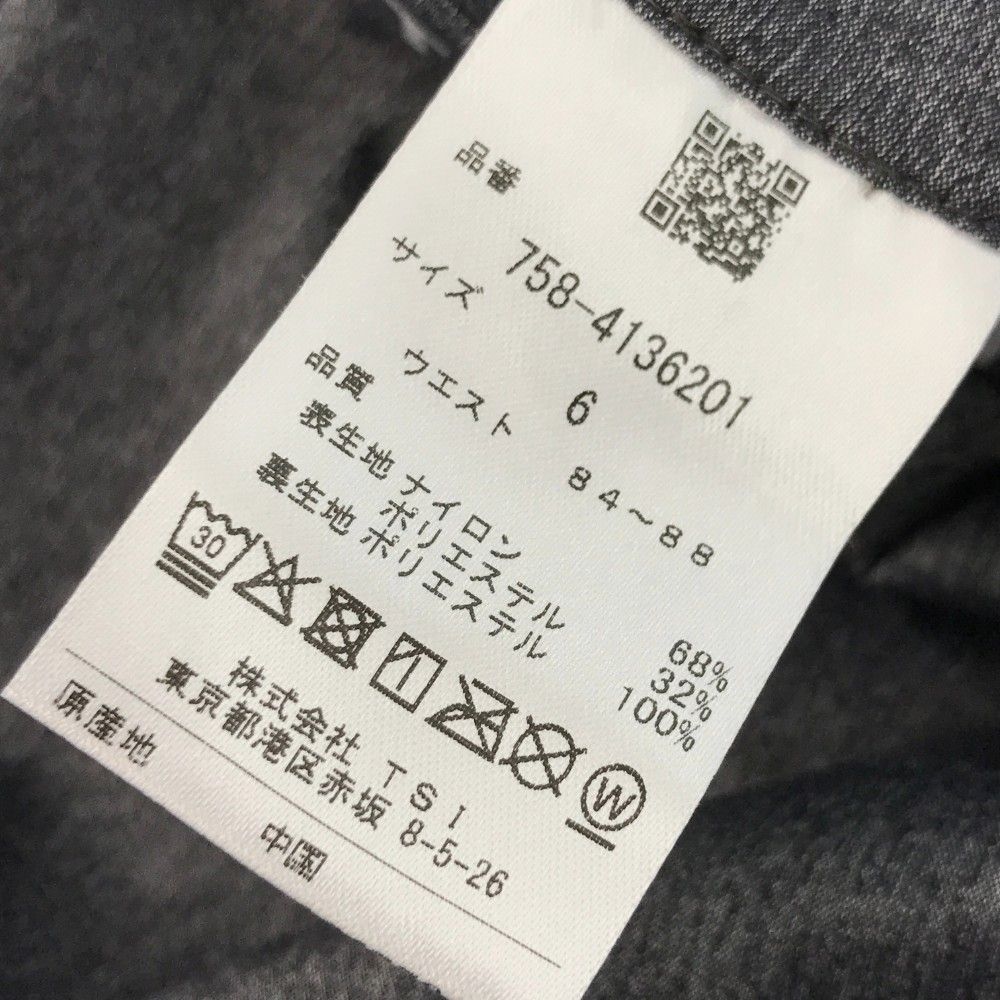 品番
758-4136201
サイズ 6
ウエスト 84～88
品質
表生地 ナイロン 68%
ポリエステル 32%
裏生地 ポリエステル 100%
30
W
株式会社 TSI
東京都港区赤坂 8-5-26
原産地
中国